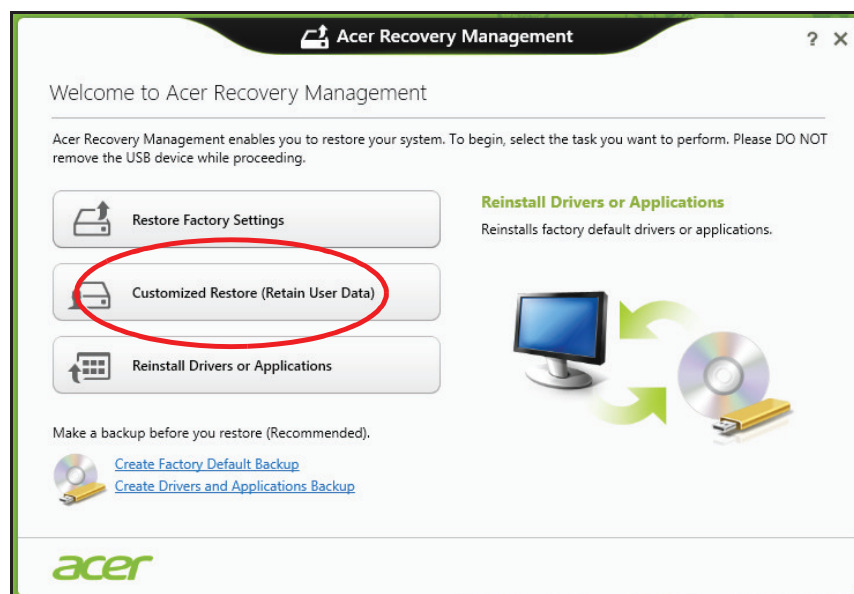 Acer Recovery Management
? X
Welcome to Acer Recovery Management
Acer Recovery Management enables you to restore your system. To begin, select the task you want to perform. Please DO NOT
remove the USB device while proceeding.
Restore Factory Settings
Customized Restore (Retain User Data)
Reinstall Drivers or Applications
Make a backup before you restore (Recommended).
Create Factory Default Backup
Create Drivers and Applications Backup
Reinstall Drivers or Applications
Reinstalls factory default drivers or applications.
acer